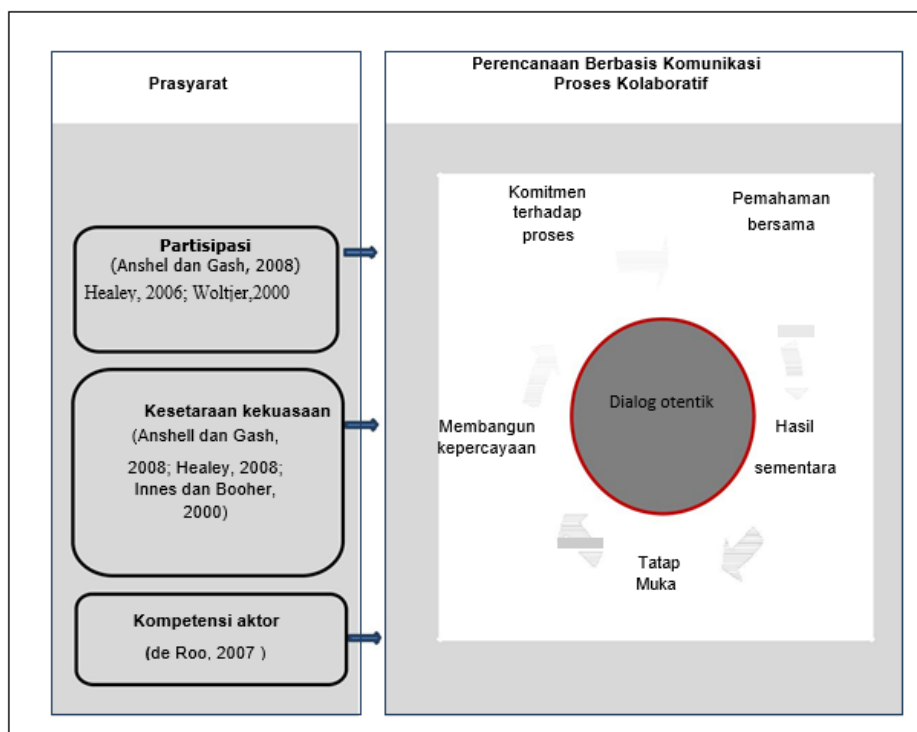 Prasyarat
Perencanaan Berbasis Komunikasi
Proses Kolaboratif
Partisipasi
(Anshel dan Gash, 2008)
Healey, 2006; Woltjer,2000
Kesetaraan kekuasaan
(Anshell dan Gash,
2008; Healey, 2008;
Innes dan Booher,
2000)
Kompetensi aktor
(de Roo, 2007 )
Komitmen
terhadap
proses
Pemahaman
bersama
Dialog otentik
Membangun
kepercayaan
Hasil
sementara
Tatap
Muka